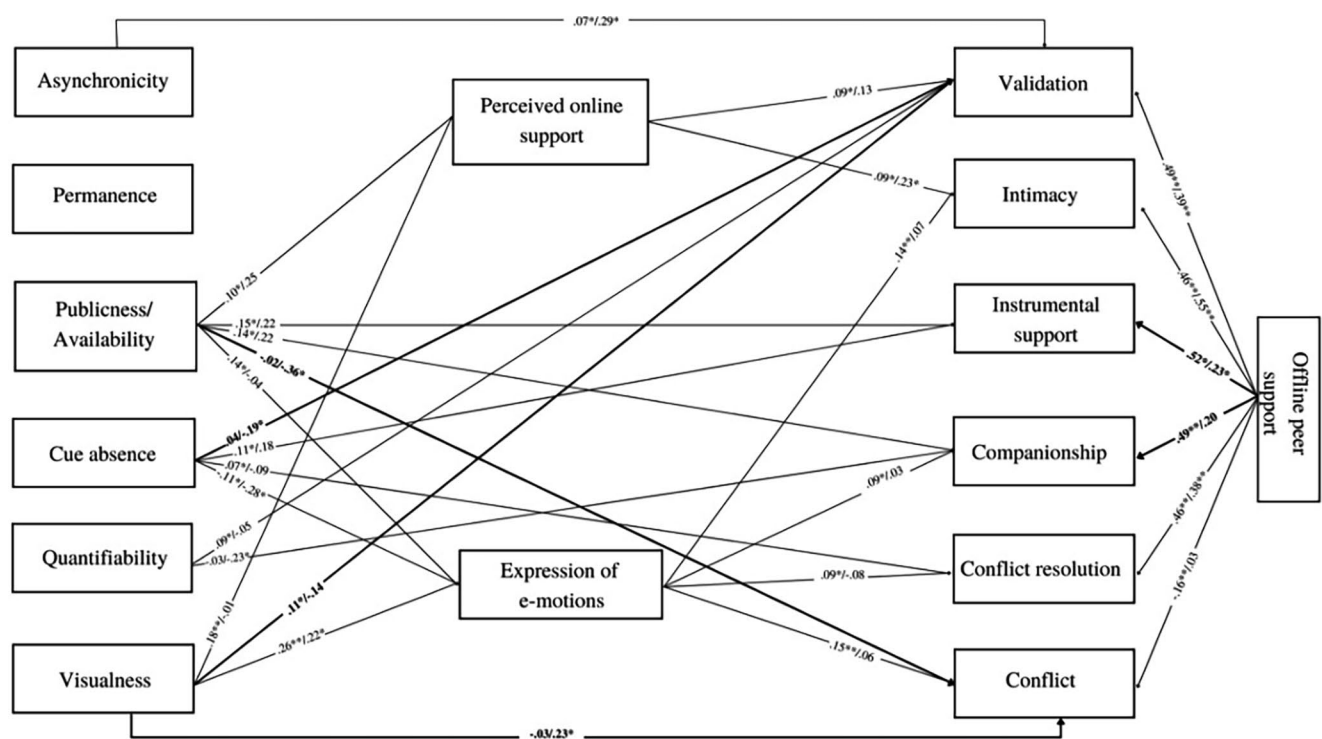 .07*/.29*
Asynchronicity
Permanence
Publicness/
Availability
Cue absence
Quantifiability
Visualness
Perceived online
support
Expression of
e-motions
Validation
Intimacy
Instrumental
support
Companionship
Conflict resolution
Conflict
Offline peer
support
.10*/.25
.15*/.22
.14*/.22
-.02/-.36*
.14*/-.04
.04/-.19*
.11*/.18
.07*/-.09
-.11*/-.28*
.09*/-.05
-.03/-.23*
.18**/-.01
.11*/-.14
.26**/.22*
.09*/.13
.09*/.23*
.14**/.07
.09*/.03
.09*/-.08
.15**/.06
.49**/.39**
.46**/.55**
.52*/.23*
.49**/.20
.46**/.38**
-.16**/.03
-.03/.23*